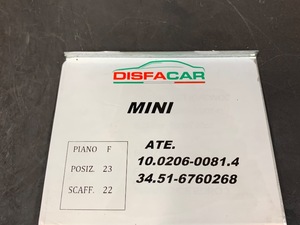 DISFACAR
MINI
ATE.
10.0206-0081.4
34.51-6760268
PIANO F
POSIZ. 23
SCAFF. 22